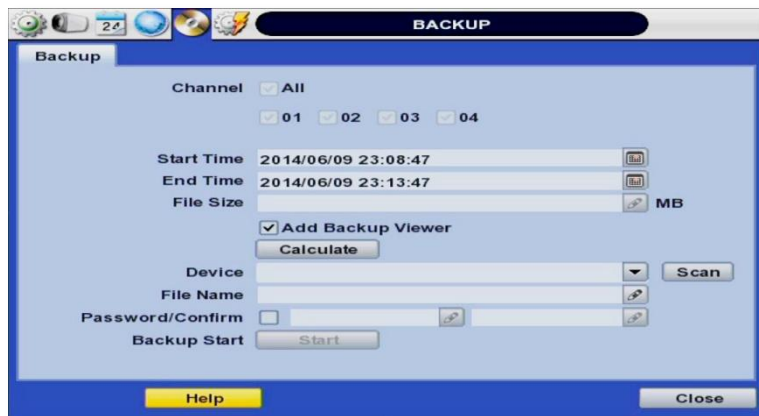 24
BACKUP
Backup
Channel All
01 02 03 04
Start Time 2014/06/09 23:08:47
End Time 2014/06/09 23:13:47
File Size MB
Add Backup Viewer
Calculate
Device Scan
File Name
Password/Confirm
Backup Start Start
Help Close